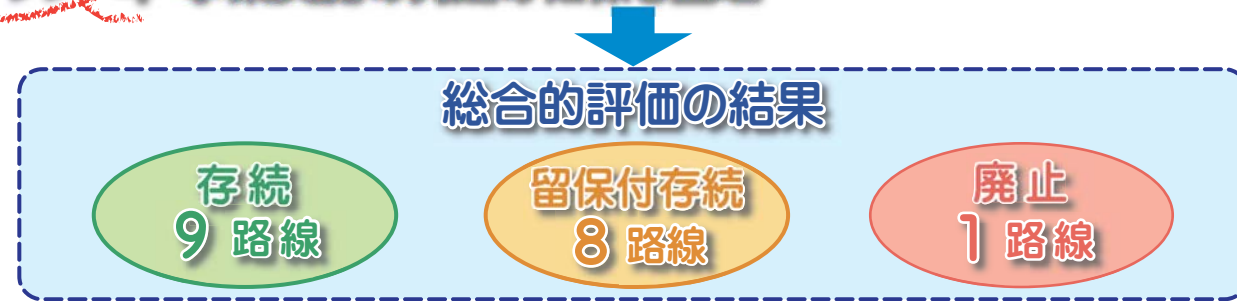 総合的評価の結果
存続
9 路線
留保付存続
8 路線
廃止
1 路線